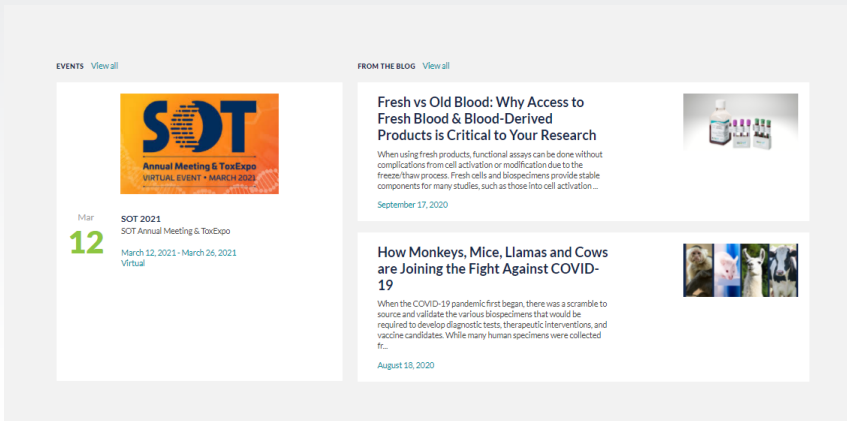 EVENTS View all
SOT
Annual Meeting & ToxExpo
VIRTUAL EVENT • MARCH 2021
Mar
12
SOT 2021
SOT Annual Meeting & ToxExpo
March 12, 2021 - March 26, 2021
Virtual
FROM THE BLOG View all
Fresh vs Old Blood: Why Access to
Fresh Blood & Blood-Derived
Products is Critical to Your Research
When using fresh products, functional assays can be done without
complications from cell activation or modification due to the
freeze/thaw process. Fresh cells and biospecimens provide stable
components for many studies, such as those into cell activation ...
September 17, 2020
How Monkeys, Mice, Llamas and Cows
are Joining the Fight Against COVID-
19
When the COVID-19 pandemic first began, there was a scramble to
source and validate the various biospecimens that would be
required to develop diagnostic tests, therapeutic interventions, and
vaccine candidates. While many human specimens were collected
fr...
August 18, 2020